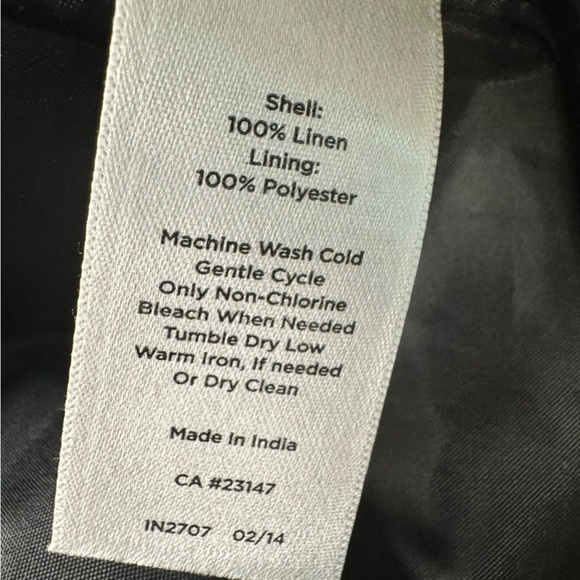 Shell:
100% Linen
Lining:
100% Polyester
Machine Wash Cold
Gentle Cycle
Only Non-Chlorine
Bleach When Needed
Tumble Dry Low
Warm Iron, If needed
Or Dry Clean
Made In India
CA #23147
IN2707 02/14